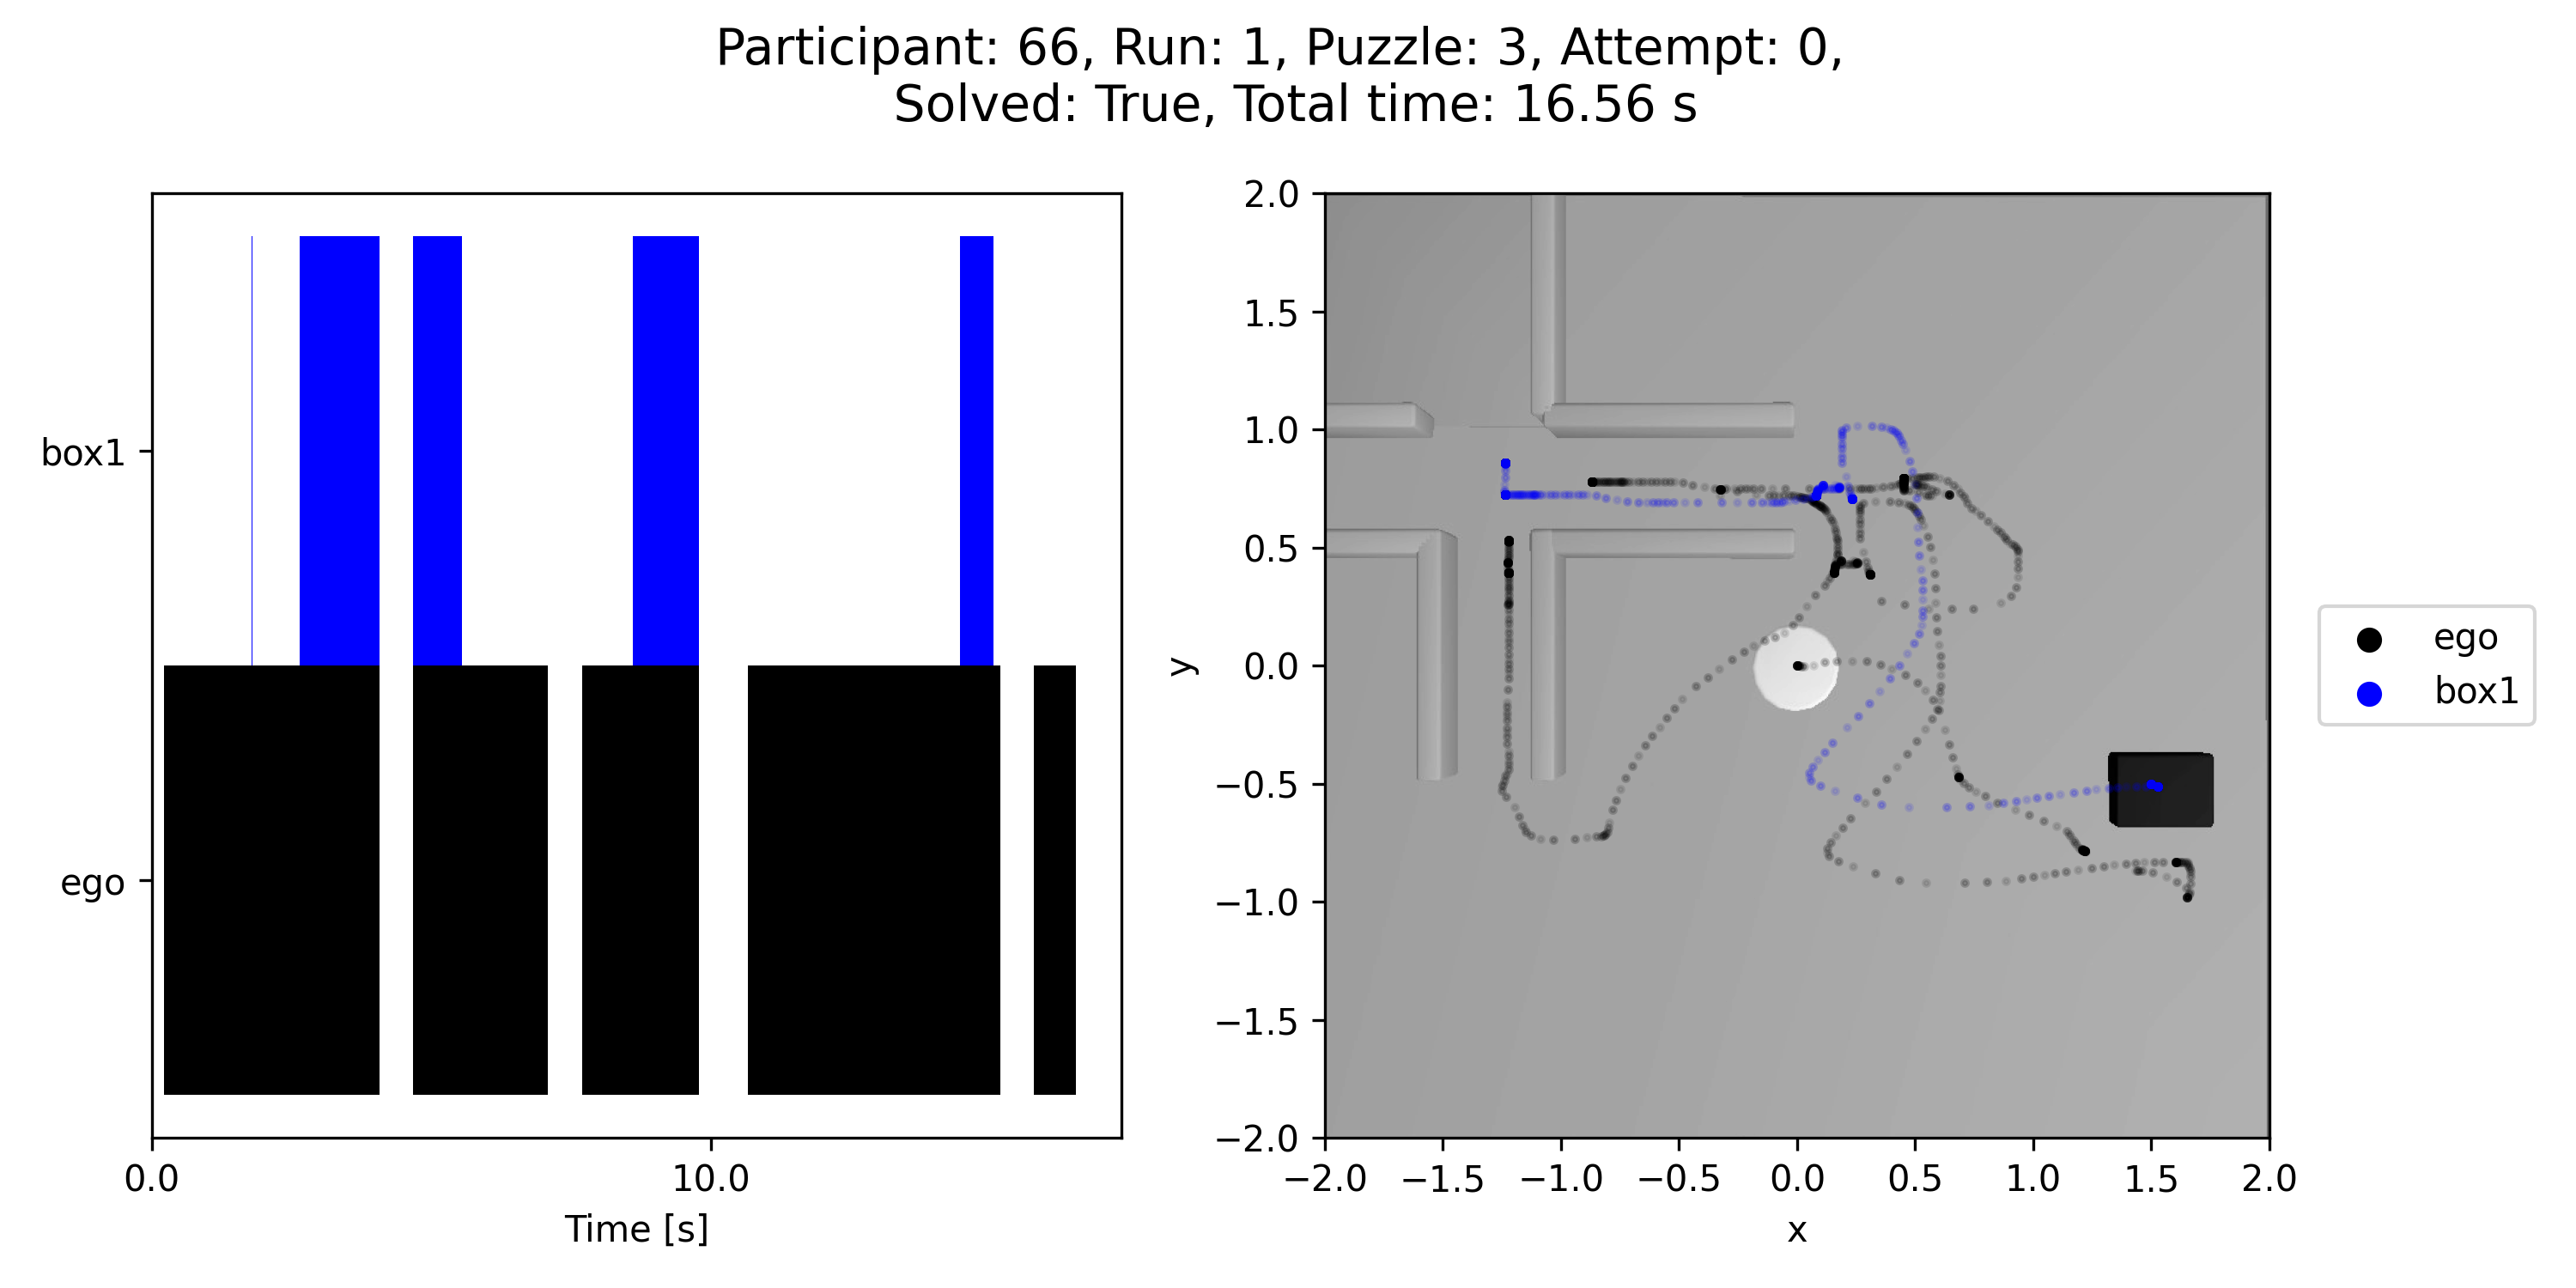 Participant: 66, Run: 1, Puzzle: 3, Attempt: 0,
Solved: True, Total time: 16.56 s
box1
ego
0.0
10.0
Time [s]
2.0
1.5
1.0
0.5
0.0
−0.5
−1.0
−1.5
−2.0
y
−2.0
−1.5
−1.0
−0.5
0.0
0.5
1.0
1.5
2.0
x
ego
box1